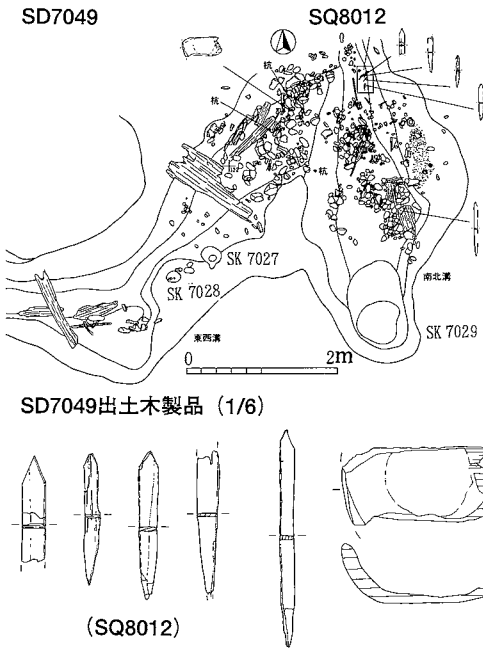 SD7049
SQ8012
杭
杭
杭
SK 7027
SK 7028
南北溝
東西溝
SK 7029
0 2m
SD7049出土木製品 (1/6)
(SQ8012)